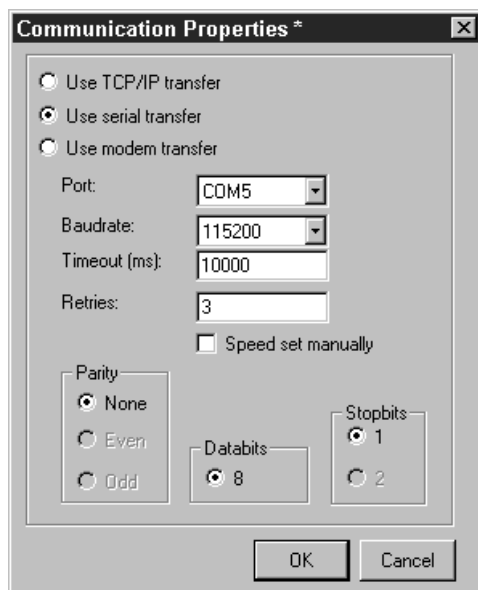 Communication Properties *
Use TCP/IP transfer
Use serial transfer
Use modem transfer
Port: COM5
Baudrate: 115200
Timeout (ms): 10000
Retries: 3
Speed set manually
Parity
None
Even
Odd
Databits
8
Stopbits
1
2
OK Cancel